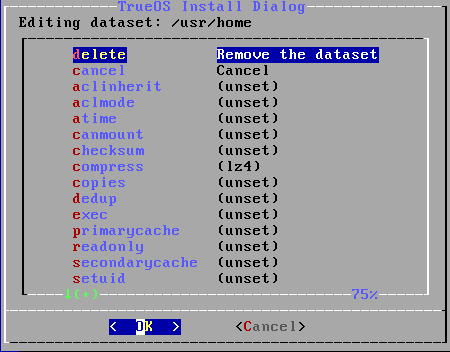 TrueOS Install Dialog
Editing dataset: /usr/home
delete Remove the dataset
cancel Cancel
aclinherit (unset)
aclmode (unset)
atime (unset)
canmount (unset)
checksum (unset)
compress (lz4)
copies (unset)
dedup (unset)
exec (unset)
primarycache (unset)
readonly (unset)
secondarycache (unset)
setuid (unset)
↓(+) 75%
< OK > <Cancel>